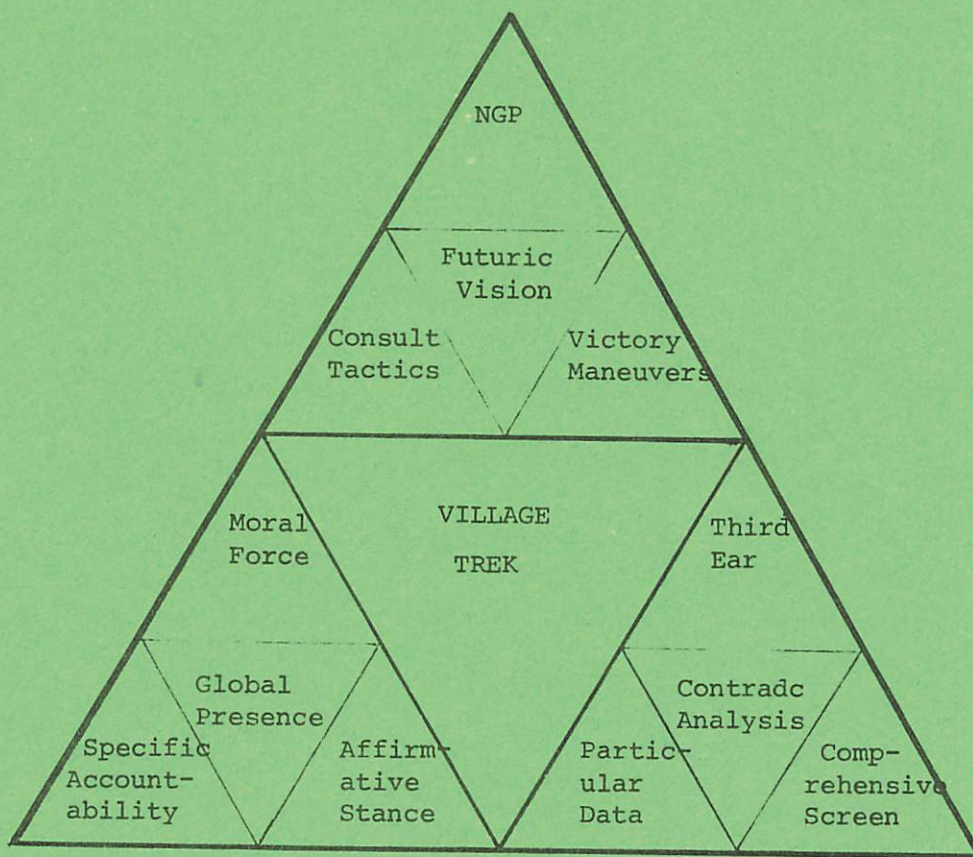 NGP
Futuric
Vision
Consult
Tactics
Victory
Maneuvers
VILLAGE
TREK
Moral
Force
Third
Ear
Global
Presence
Specific
Account-
ability
Affirm-
ative
Stance
Contradc
Analysis
Partic-
ular
Data
Comp-
rehensive
Screen